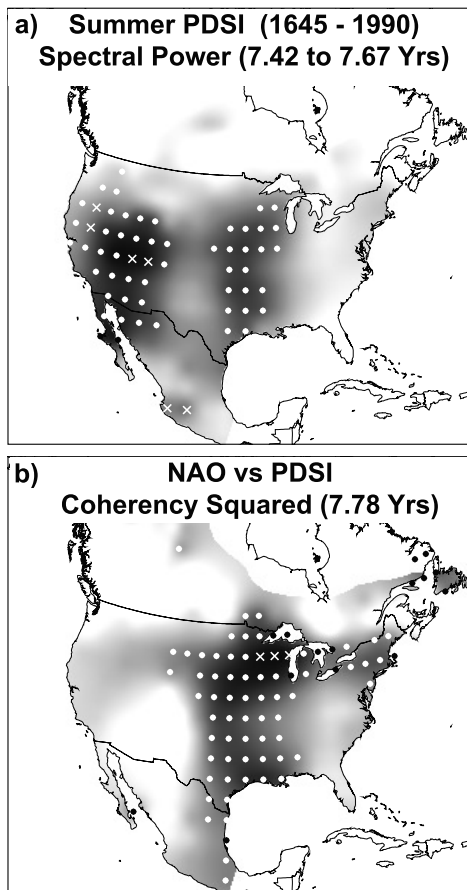 a) Summer PDSI (1645 - 1990)
Spectral Power (7.42 to 7.67 Yrs)
b) NAO vs PDSI
Coherency Squared (7.78 Yrs)